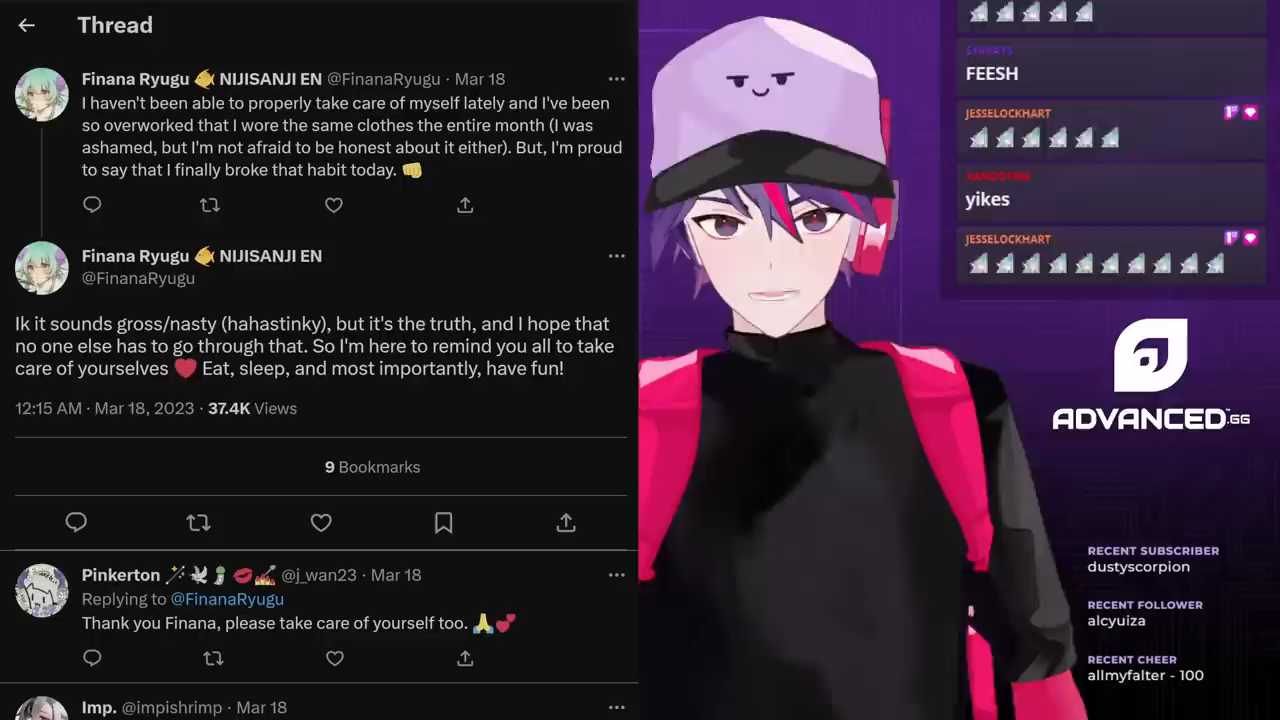 Thread
Finana Ryugu 🐠 NIJISANJI EN @FinanaRyugu · Mar 18
I haven't been able to properly take care of myself lately and I've been
so overworked that I wore the same clothes the entire month (I was
ashamed, but I'm not afraid to be honest about it either). But, I'm proud
to say that I finally broke that habit today. 👊
Finana Ryugu 🐠 NIJISANJI EN
@FinanaRyugu
Ik it sounds gross/nasty (hahastinky), but it's the truth, and I hope that
no one else has to go through that. So I'm here to remind you all to take
care of yourselves ❤️ Eat, sleep, and most importantly, have fun!
12:15 AM · Mar 18, 2023 · 37.4K Views
9 Bookmarks
Pinkerton @j_wan23 · Mar 18
Replying to @FinanaRyugu
Thank you Finana, please take care of yourself too. 🙏💕
Imp. @impishrimp · Mar 18
FEESH
JESSELOCKHART
yikes
JESSELOCKHART
ADVANCED.GG
RECENT SUBSCRIBER
dustyscorpion
RECENT FOLLOWER
alcyuiza
RECENT CHEER
allmyfalter - 100